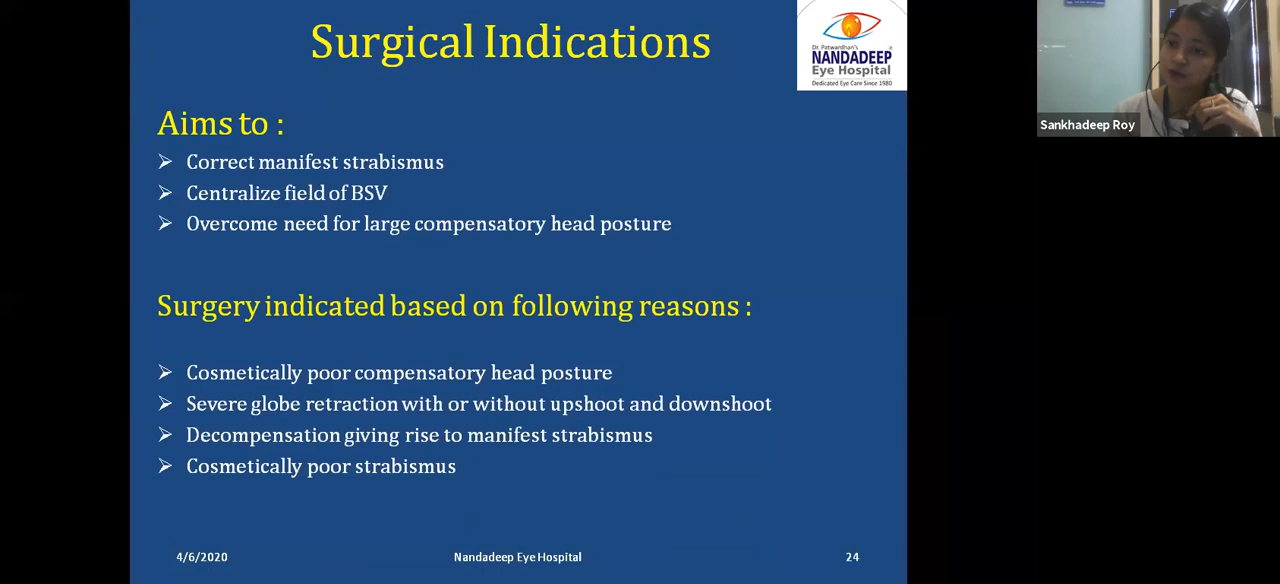 Surgical Indications
Dr. Patwardhan's
NANDADEEP
Eye Hospital
Dedicated Eye Care Since 1980
Sankhadeep Roy
Aims to :
Correct manifest strabismus
Centralize field of BSV
Overcome need for large compensatory head posture
Surgery indicated based on following reasons :
Cosmetically poor compensatory head posture
Severe globe retraction with or without upshoot and downshoot
Decompensation giving rise to manifest strabismus
Cosmetically poor strabismus
4/6/2020
Nandadeep Eye Hospital
24